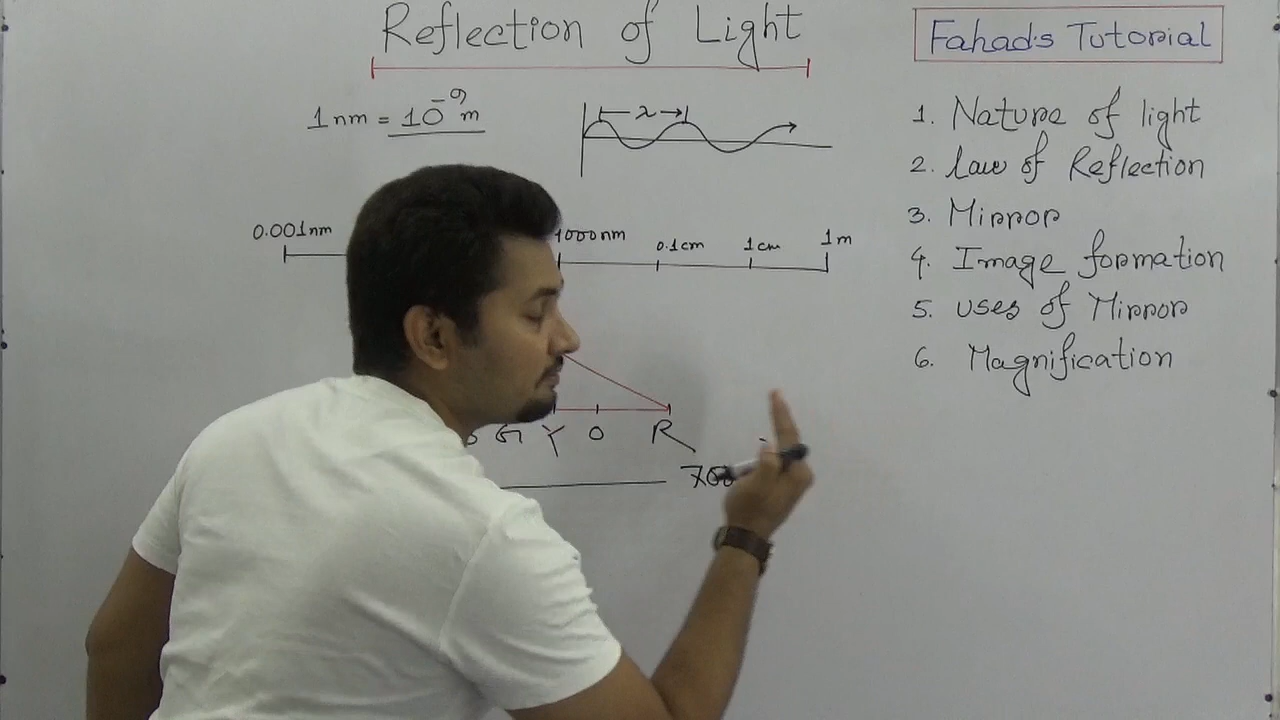 Reflection of Light
Fahad's Tutorial
1 nm = 10⁻⁹ m
λ
1. Nature of light
2. Law of Reflection
3. Mirror
4. Image formation
5. Uses of Mirror
6. Magnification
0.001nm 1000nm 0.1cm 1cm 1m
G Y O R
700